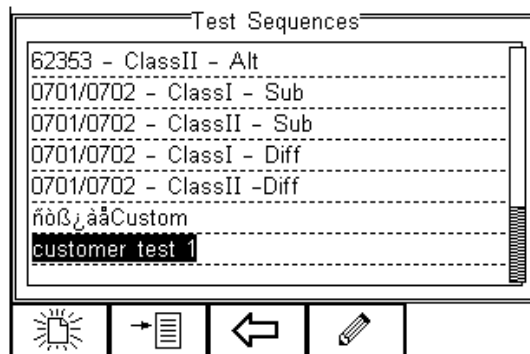 Test Sequences
62353 - ClassII - Alt
0701/0702 - ClassI - Sub
0701/0702 - ClassII - Sub
0701/0702 - ClassI - Diff
0701/0702 - ClassII -Diff
ñòß¿àåCustom
customer test 1